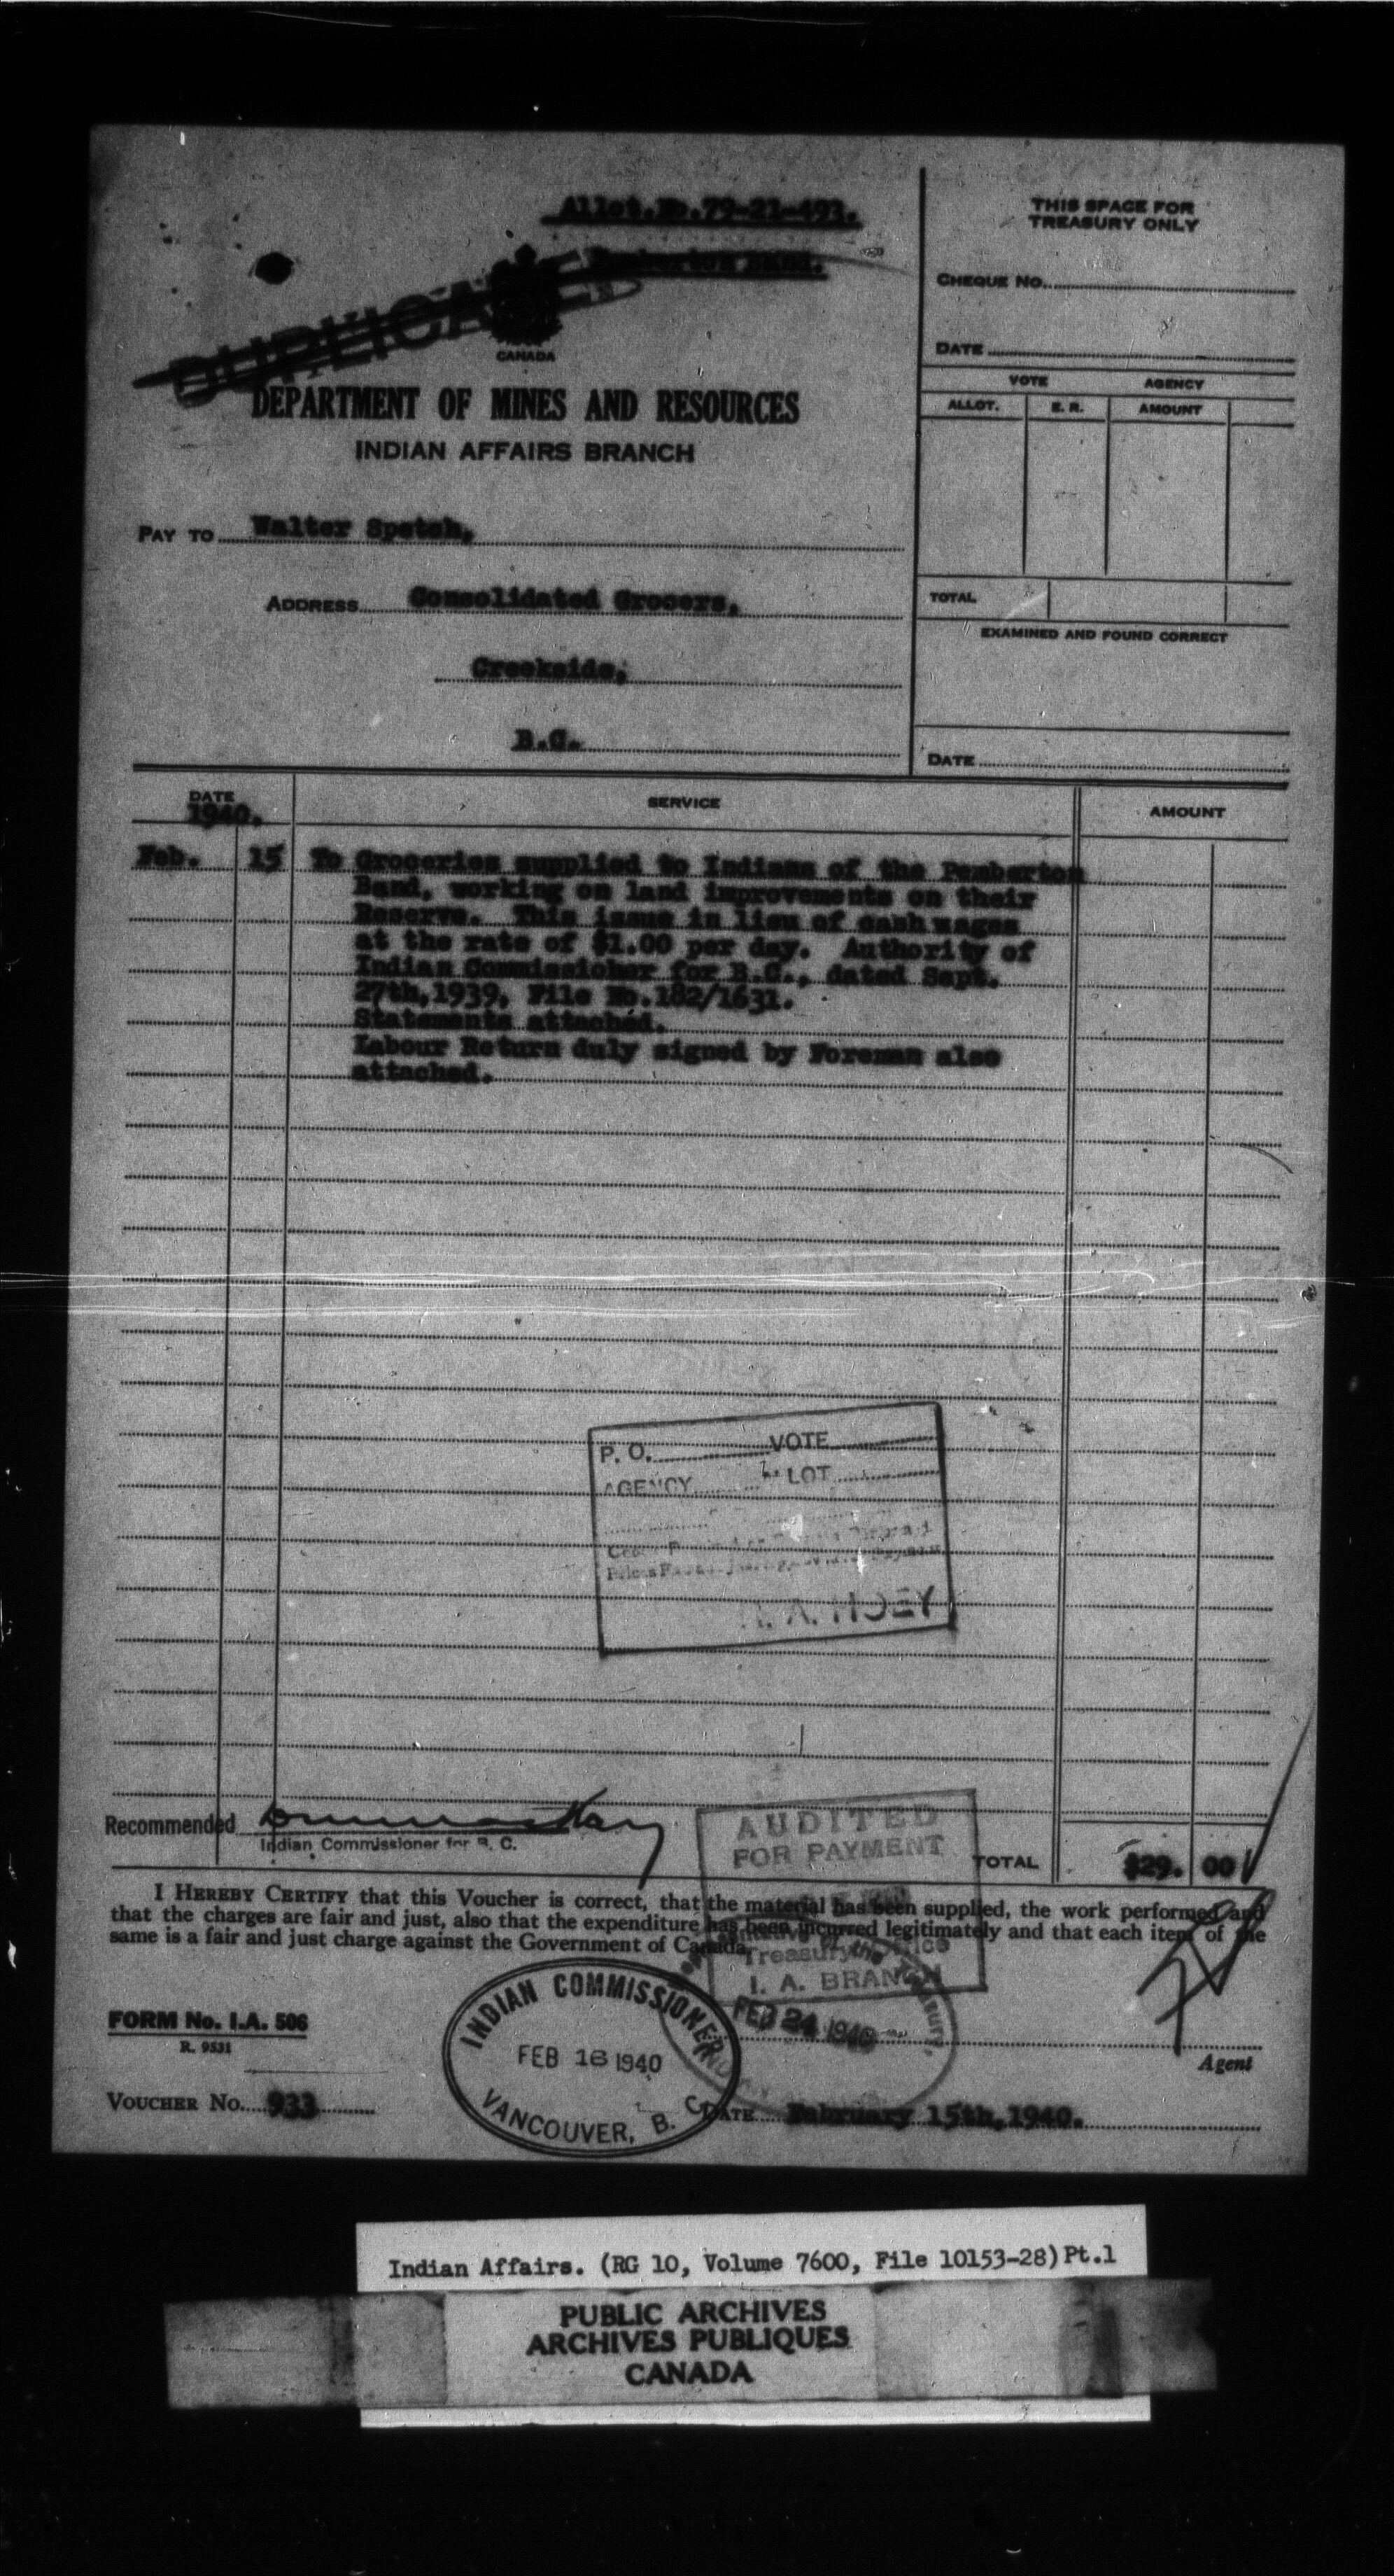 Allot.No.79-21-493.
Pemberton Band.
DUPLICATE
CANADA
DEPARTMENT OF MINES AND RESOURCES
INDIAN AFFAIRS BRANCH
PAY TO Walter Spetch,
ADDRESS Consolidated Grocers,
Creekside,
B.C.
THIS SPACE FOR
TREASURY ONLY
CHEQUE NO.
DATE
VOTE AGENCY
ALLOT. E. R. AMOUNT
TOTAL
EXAMINED AND FOUND CORRECT
DATE
DATE SERVICE AMOUNT
1940.
Feb. 15 To Groceries supplied to Indians of the Pemberton
Band, working on land improvements on their
Reserve. This issue in lieu of cash wages
at the rate of $1.00 per day. Authority of
Indian Commissioner for B.C., dated Sept.
27th,1939, File No.182/1631.
Statements attached.
Labour Return duly signed by Foreman also
attached.
P. O. VOTE
AGENCY LOT
HOEY
Recommended
Indian Commissioner for B. C.
AUDITED
FOR PAYMENT
TOTAL $29. 00
I HEREBY CERTIFY that this Voucher is correct, that the material has been supplied, the work performed and
that the charges are fair and just, also that the expenditure has been incurred legitimately and that each item of the
same is a fair and just charge against the Government of Canada.
Treasury Office
I. A. BRANCH
FEB 24 1940
FORM No. I.A. 506
R. 9531
INDIAN COMMISSIONER
FEB 16 1940
VANCOUVER, B. C.
Agent
VOUCHER NO. 933
DATE February 15th,1940.
Indian Affairs. (RG 10, Volume 7600, File 10153-28) Pt.1
PUBLIC ARCHIVES
ARCHIVES PUBLIQUES
CANADA